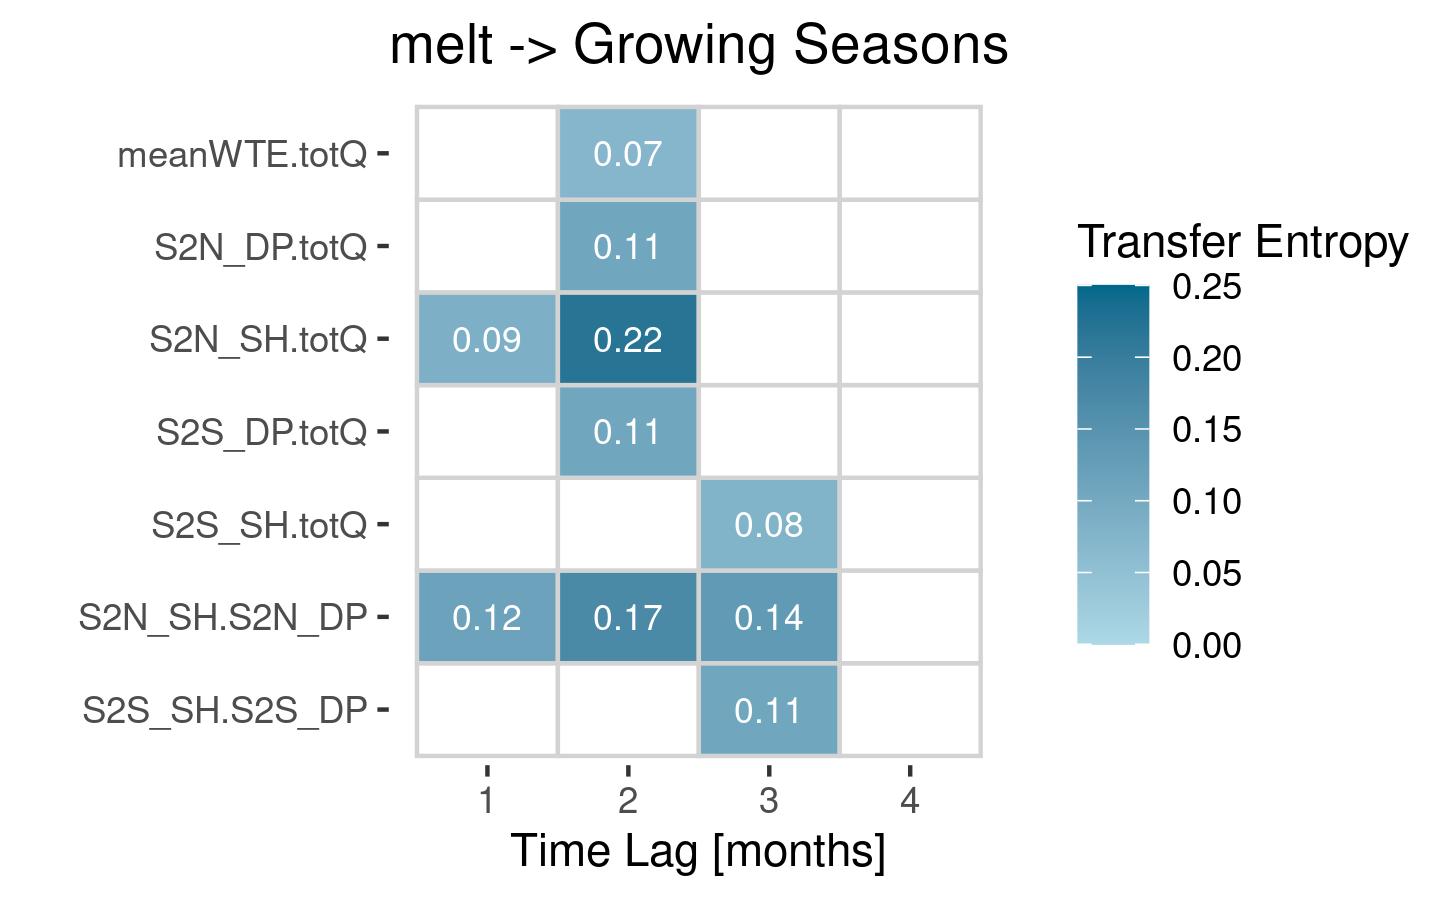 melt -> Growing Seasons
meanWTE.totQ
0.07
S2N_DP.totQ
0.11
S2N_SH.totQ
0.09 0.22
S2S_DP.totQ
0.11
S2S_SH.totQ
0.08
S2N_SH.S2N_DP
0.12 0.17 0.14
S2S_SH.S2S_DP
0.11
1 2 3 4
Time Lag [months]
Transfer Entropy
0.25
0.20
0.15
0.10
0.05
0.00